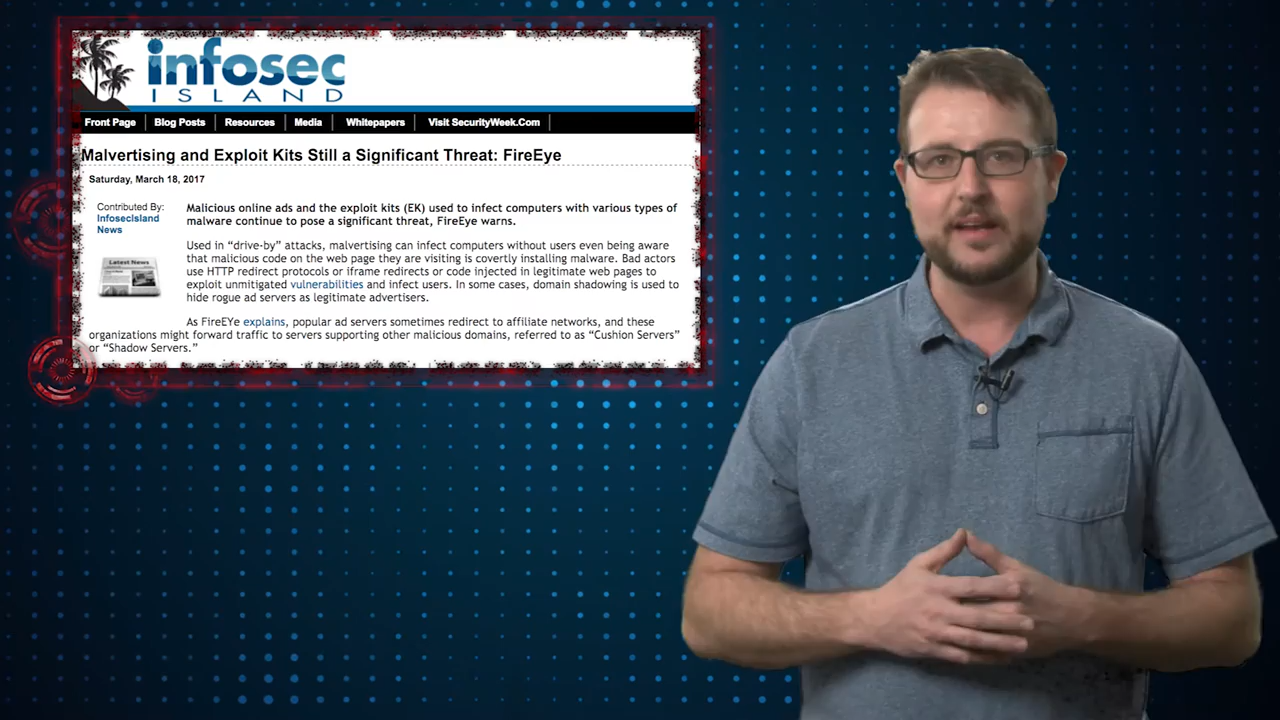 infosec
ISLAND
Front Page Blog Posts Resources Media Whitepapers Visit SecurityWeek.Com
Malvertising and Exploit Kits Still a Significant Threat: FireEye
Saturday, March 18, 2017
Contributed By:
InfosecIsland
News
Latest News
Malicious online ads and the exploit kits (EK) used to infect computers with various types of
malware continue to pose a significant threat, FireEye warns.
Used in “drive-by” attacks, malvertising can infect computers without users even being aware
that malicious code on the web page they are visiting is covertly installing malware. Bad actors
use HTTP redirect protocols or iframe redirects or code injected in legitimate web pages to
exploit unmitigated vulnerabilities and infect users. In some cases, domain shadowing is used to
hide rogue ad servers as legitimate advertisers.
As FireEYe explains, popular ad servers sometimes redirect to affiliate networks, and these
organizations might forward traffic to servers supporting other malicious domains, referred to as “Cushion Servers”
or “Shadow Servers.”